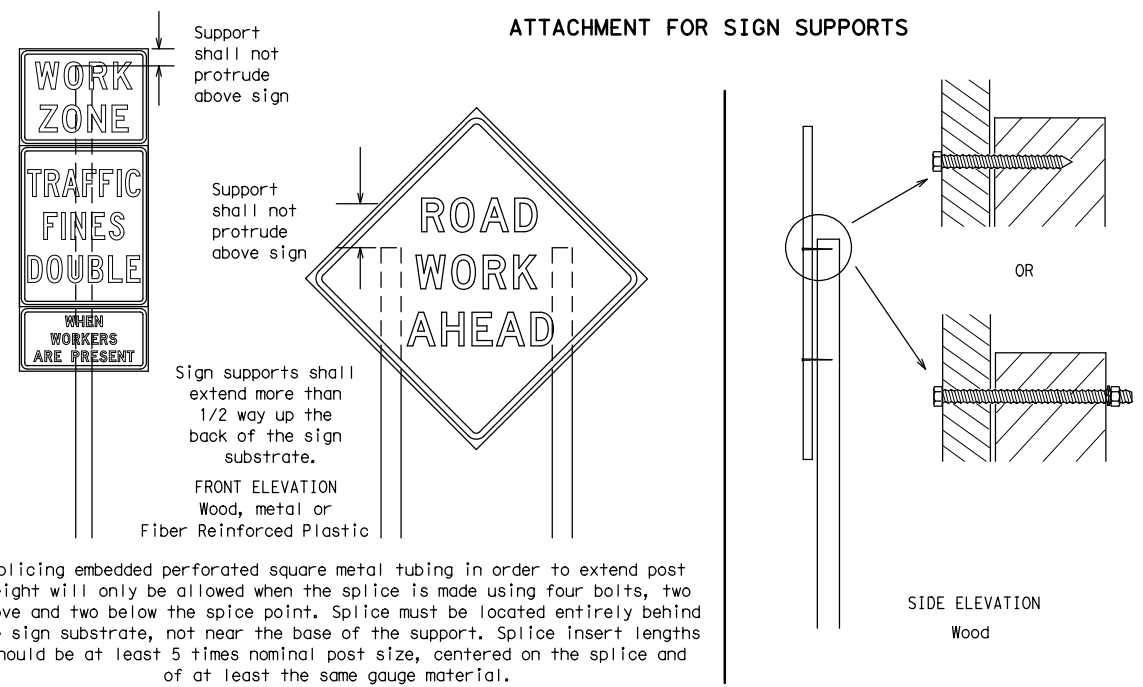 ATTACHMENT FOR SIGN SUPPORTS
Support
shall not
protrude
above sign
WORK
ZONE
TRAFFIC
FINES
DOUBLE
WHEN
WORKERS
ARE PRESENT
Support
shall not
protrude
above sign
ROAD
WORK
AHEAD
Sign supports shall
extend more than
1/2 way up the
back of the sign
substrate.
FRONT ELEVATION
Wood, metal or
Fiber Reinforced Plastic
plicing embedded perforated square metal tubing in order to extend post
ight will only be allowed when the splice is made using four bolts, two
ve and two below the spice point. Splice must be located entirely behind
sign substrate, not near the base of the support. Splice insert lengths
hould be at least 5 times nominal post size, centered on the splice and
of at least the same gauge material.
OR
SIDE ELEVATION
Wood